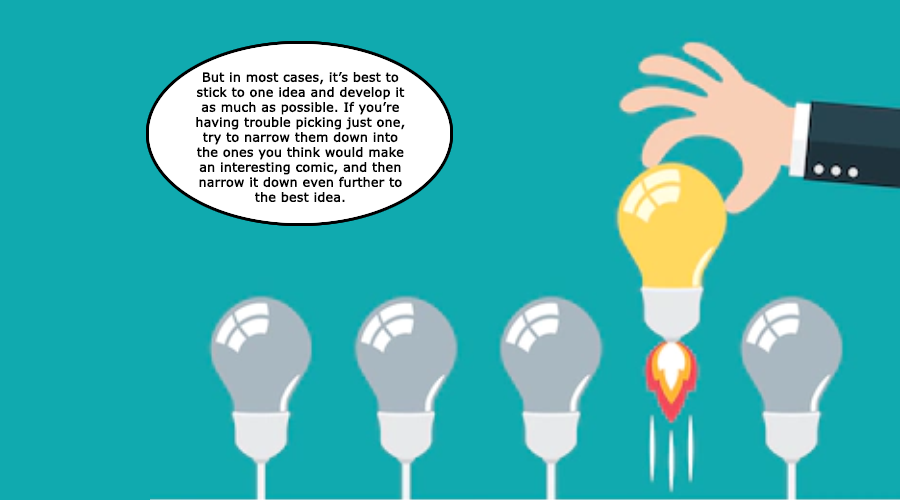 But in most cases, it’s best to
stick to one idea and develop it
as much as possible. If you’re
having trouble picking just one,
try to narrow them down into
the ones you think would make
an interesting comic, and then
narrow it down even further to
the best idea.